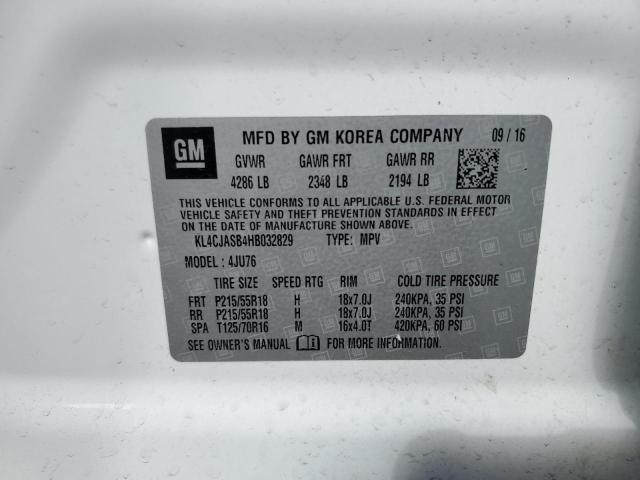 GM MFD BY GM KOREA COMPANY 09 / 16
GVWR GAWR FRT GAWR RR
4286 LB 2348 LB 2194 LB
THIS VEHICLE CONFORMS TO ALL APPLICABLE U.S. FEDERAL MOTOR
VEHICLE SAFETY AND THEFT PREVENTION STANDARDS IN EFFECT
ON THE DATE OF MANUFACTURE SHOWN ABOVE.
KL4CJASB4HB032829 TYPE: MPV
MODEL: 4JU76
TIRE SIZE SPEED RTG RIM COLD TIRE PRESSURE
FRT P215/55R18 H 18x7.0J 240KPA, 35 PSI
RR P215/55R18 H 18x7.0J 240KPA, 35 PSI
SPA T125/70R16 M 16x4.0T 420KPA, 60 PSI
SEE OWNER'S MANUAL FOR MORE INFORMATION.